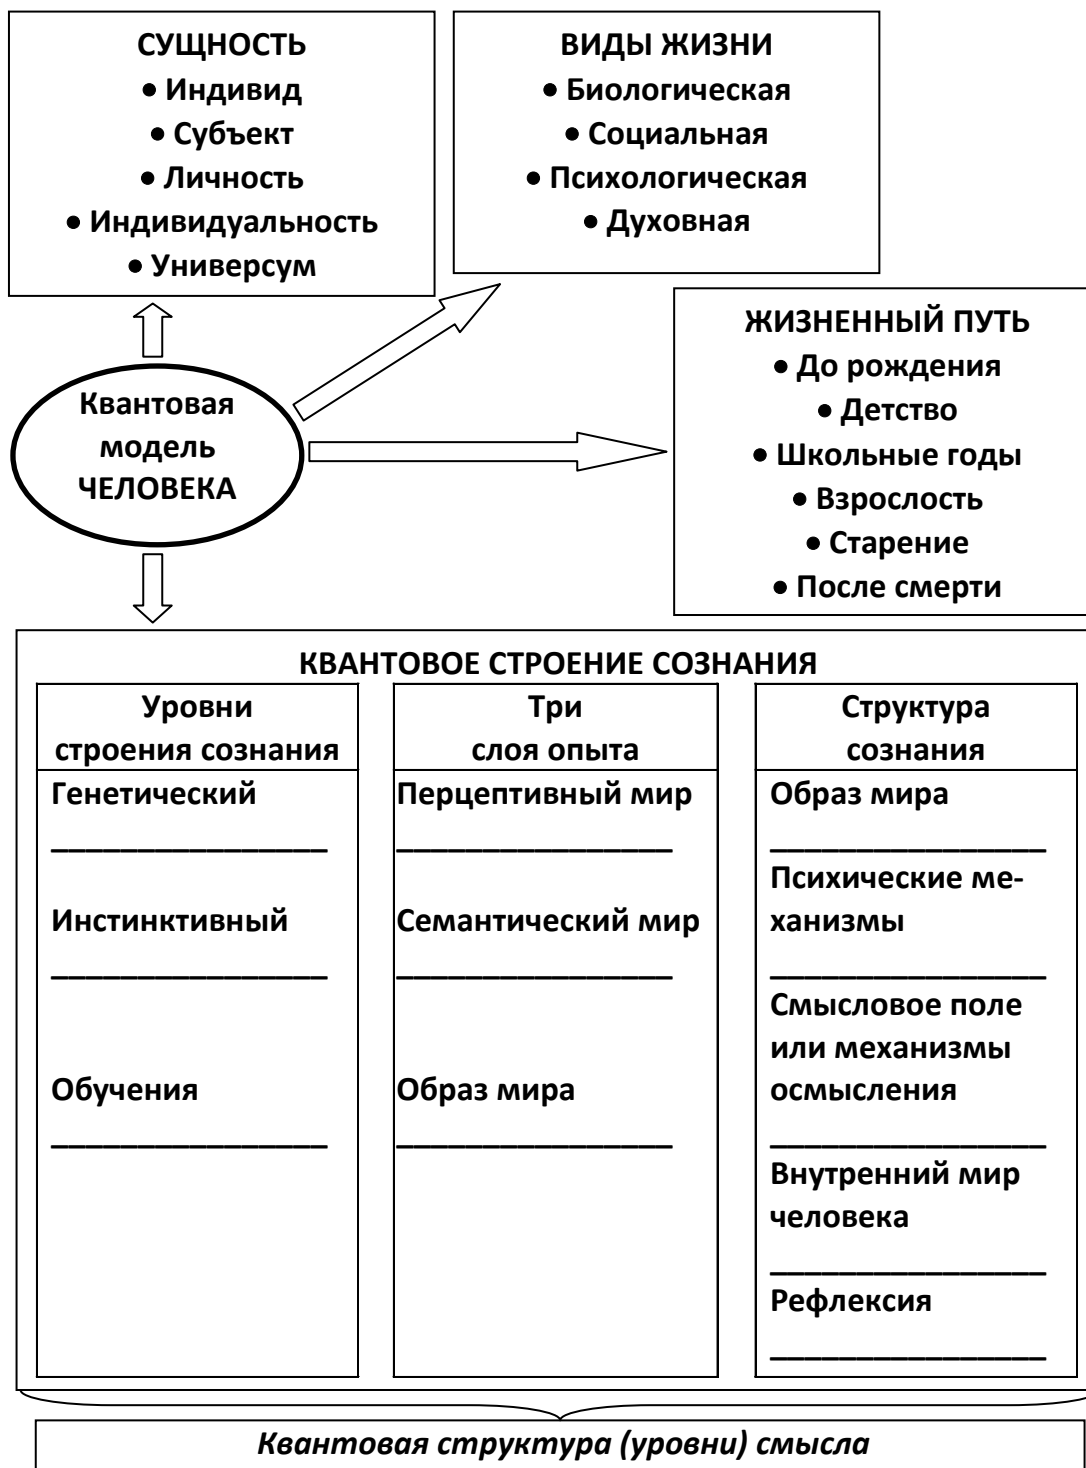 СУЩНОСТЬ
• Индивид
• Субъект
• Личность
• Индивидуальность
• Универсум
ВИДЫ ЖИЗНИ
• Биологическая
• Социальная
• Психологическая
• Духовная
ЖИЗНЕННЫЙ ПУТЬ
• До рождения
• Детство
• Школьные годы
• Взрослость
• Старение
• После смерти
Квантовая
модель
ЧЕЛОВЕКА
КВАНТОВОЕ СТРОЕНИЕ СОЗНАНИЯ
Уровни
строения сознания
Генетический
Инстинктивный
Обучения
Три
слоя опыта
Перцептивный мир
Семантический мир
Образ мира
Структура
сознания
Образ мира
Психические ме-
ханизмы
Смысловое поле
или механизмы
осмысления
Внутренний мир
человека
Рефлексия
Квантовая структура (уровни) смысла